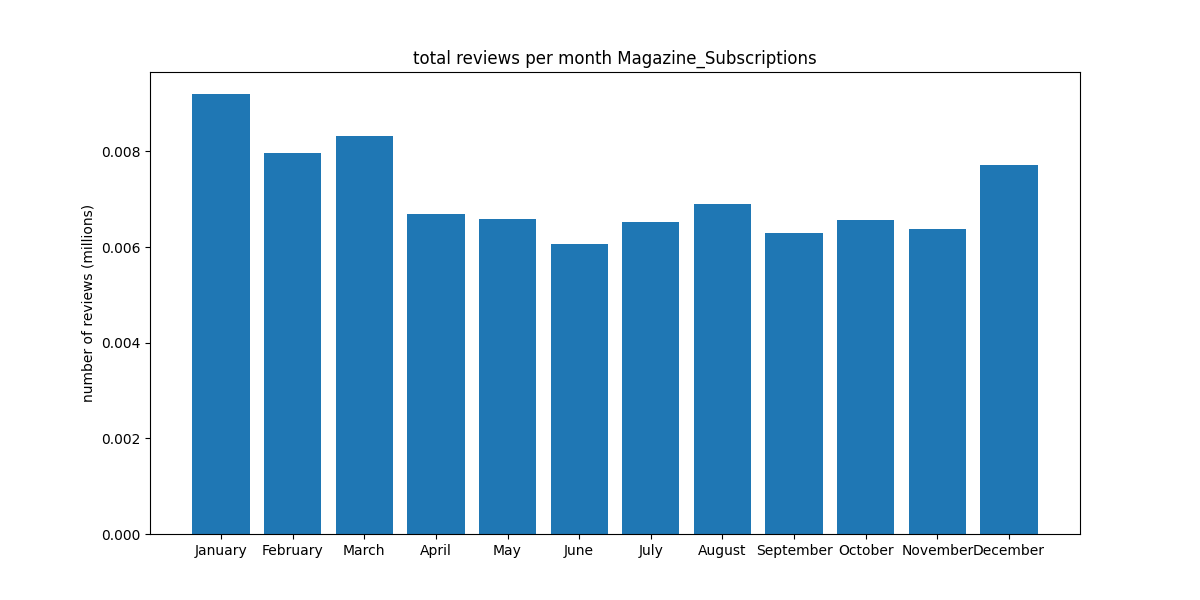 total reviews per month Magazine_Subscriptions
number of reviews (millions)
0.008
0.006
0.004
0.002
0.000
January February March April May June July August September October November December